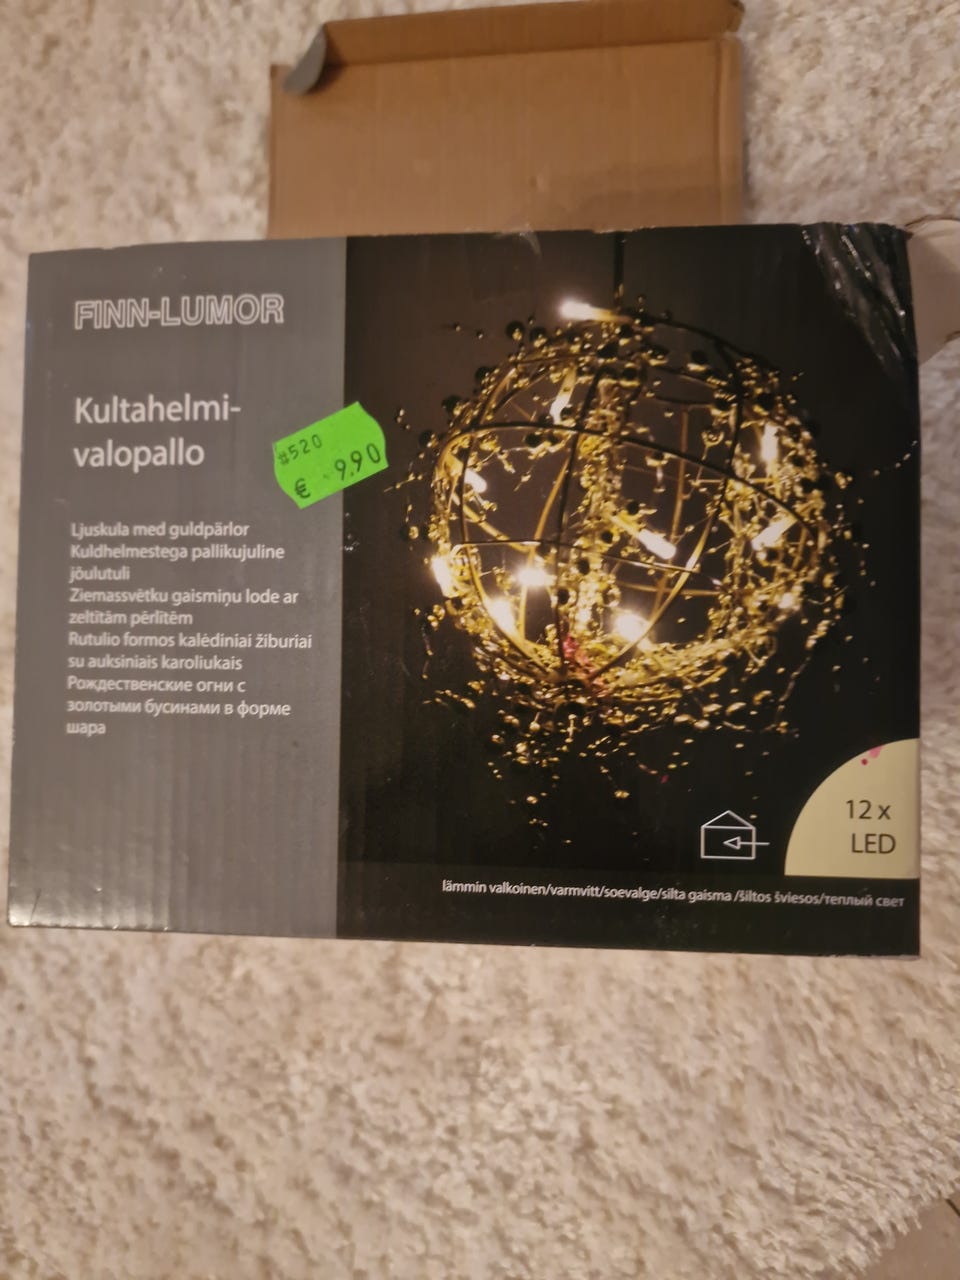 FINN-LUMOR
Kultahelmi-
valopallo
#520
€ 9.90
Ljuskula med guldpärlor
Kuldhelmestega pallikujuline
jõulutuli
Ziemassvētku gaismiņu lode ar
zeltītām pērlītēm
Rutulio formos kalėdiniai žiburiai
su auksiniais karoliukais
Рождественские огни с
золотыми бусинами в форме
шара
12 x
LED
lämmin valkoinen/varmvitt/soevalge/silta gaisma /šiltos šviesos/теплый свет